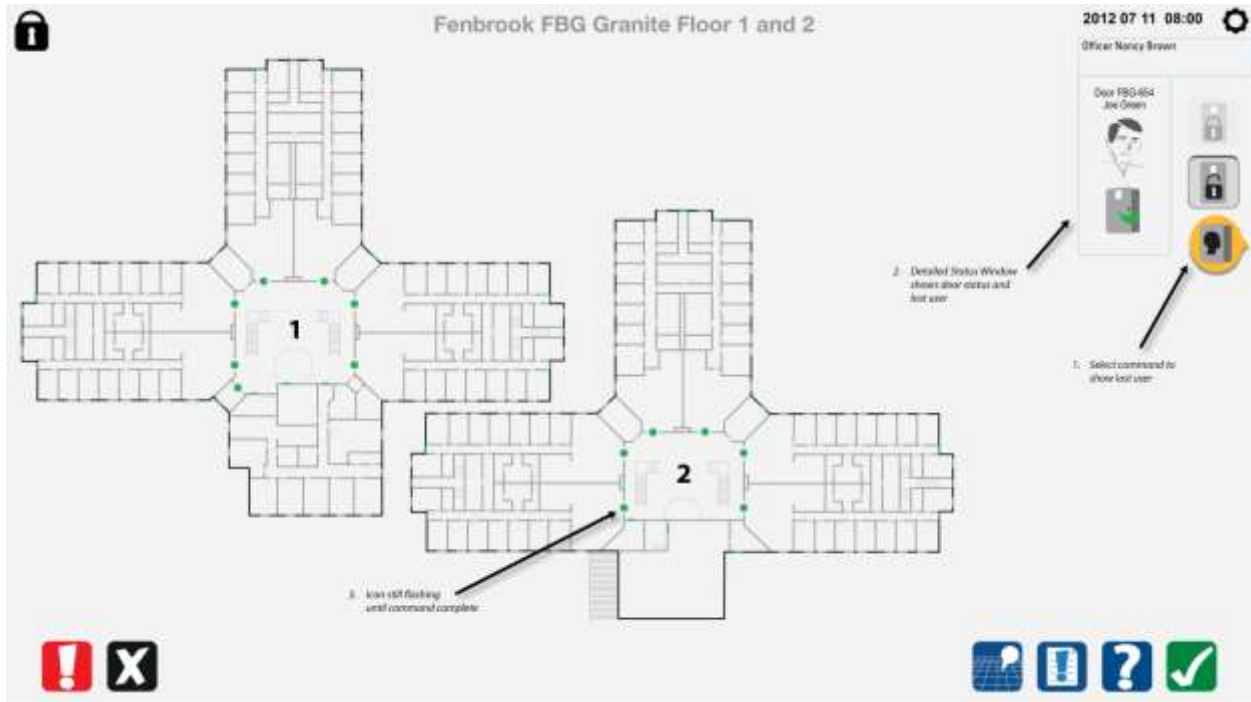 Fenbrook FBG Granite Floor 1 and 2
2012 07 11 08:00
Officer Nancy Brown
Door FBG-654
Joe Green
2. Detailed Status Window
shows door status and
last user
1. Select command to
show last user
1
2
3. Icon still flashing
until command complete